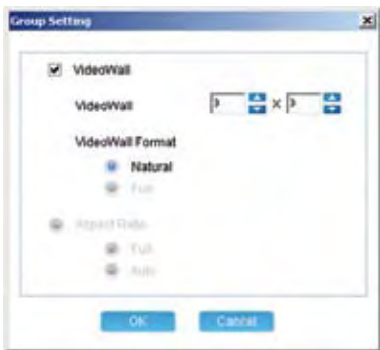 Group Setting
VideoWall
VideoWall 3 X 3
VideoWall Format
Natural
Full
Aspect Ratio
Full
Auto
OK Cancel